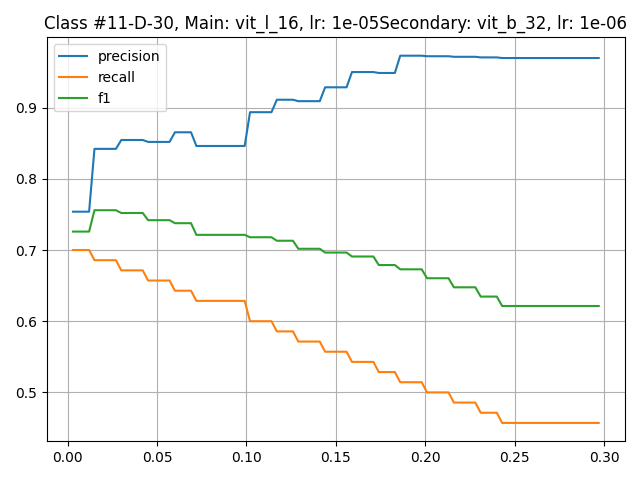 Class #11-D-30, Main: vit_l_16, lr: 1e-05Secondary: vit_b_32, lr: 1e-06
precision
recall
f1
0.9
0.8
0.7
0.6
0.5
0.00 0.05 0.10 0.15 0.20 0.25 0.30